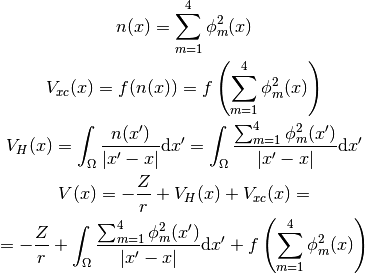 n(x) = \sum_{m=1}^{4} \phi_m^2(x)
V_{xc}(x) = f(n(x)) = f\left(\sum_{m=1}^{4} \phi_m^2(x)\right)
V_H(x) = \int_\Omega \frac{n(x')}{|x' - x|} \mathrm{d}x' = \int_\Omega \frac{\sum_{m=1}^{4} \phi_m^2(x')}{|x' - x|} \mathrm{d}x'
V(x) = -\frac{Z}{r} + V_H(x) + V_{xc}(x) =
= -\frac{Z}{r} + \int_\Omega \frac{\sum_{m=1}^{4} \phi_m^2(x')}{|x' - x|} \mathrm{d}x' + f\left(\sum_{m=1}^{4} \phi_m^2(x)\right)